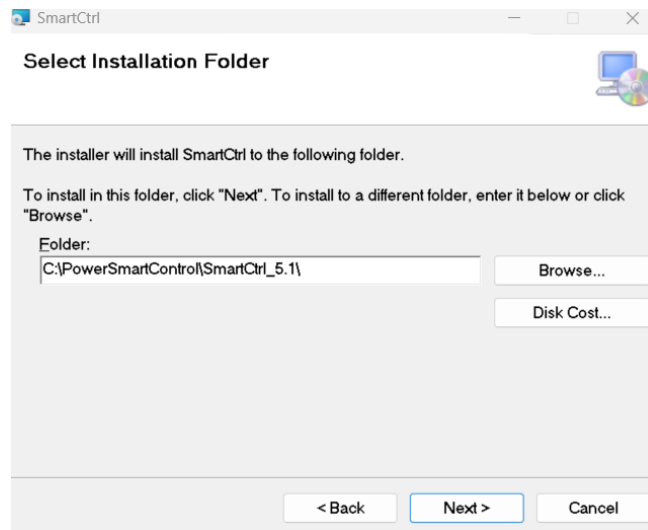 SmartCtrl
Select Installation Folder
The installer will install SmartCtrl to the following folder.
To install in this folder, click "Next". To install to a different folder, enter it below or click
"Browse".
Folder:
C:\PowerSmartControl\SmartCtrl_5.1\
Browse...
Disk Cost...
< Back
Next >
Cancel